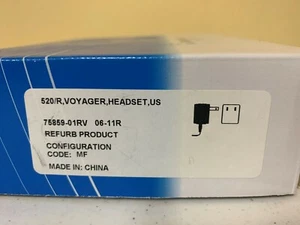 520/R,VOYAGER,HEADSET,US
75859-01RV 06-11R
REFURB PRODUCT
CONFIGURATION
CODE: MF
MADE IN: CHINA